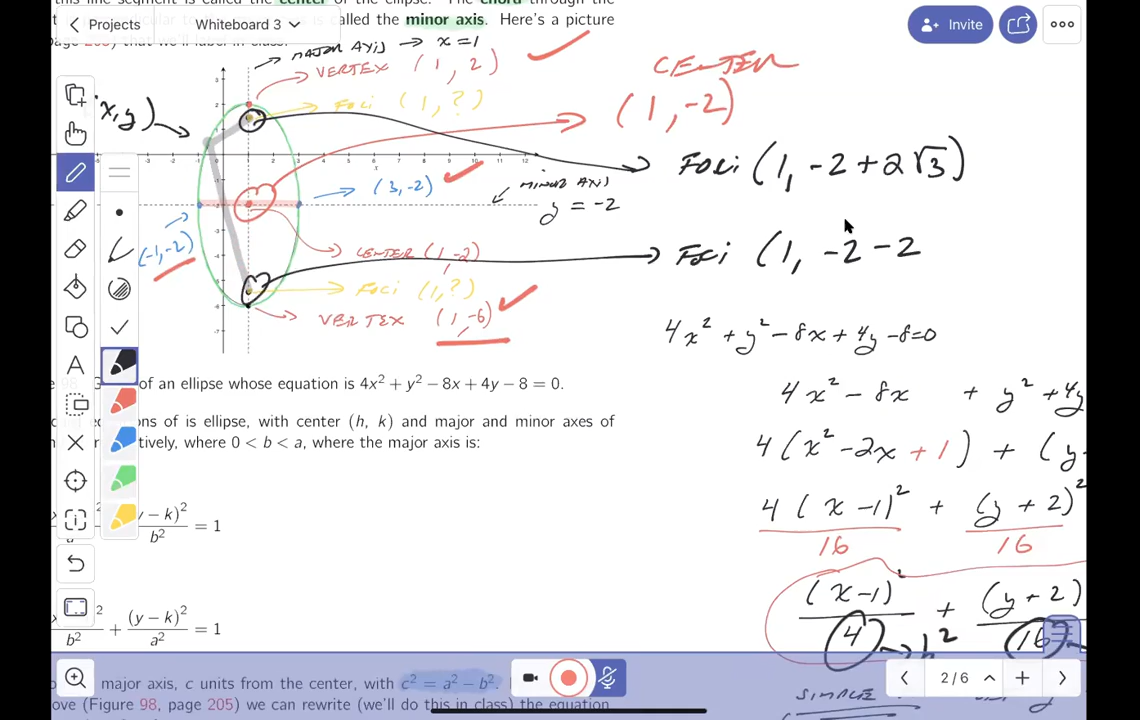 this line segment is called the center of the ellipse. The chord through the
is called the minor axis. Here's a picture
page 205) that we'll label in class.
Projects
Whiteboard 3
Invite
MAJOR AXIS → x = 1
VERTEX (1, 2)
FOCI (1, ?)
(x,y)
CENTER
(1, -2)
FOCI (1, -2 + 2√3)
(3, -2)
MINOR AXIS
y = -2
(-1, -2)
CENTER (1, -2)
FOCI (1, -2 - 2
FOCI (1, ?)
VERTEX (1, -6)
4x² + y² - 8x + 4y - 8 = 0
of an ellipse whose equation is 4x² + y² − 8x + 4y − 8 = 0.
4x² - 8x + y² + 4y
of is ellipse, with center (h, k) and major and minor axes of
tively, where 0 < b < a, where the major axis is:
4(x² - 2x + 1) + (y
4(x - 1)² + (y + 2)²
16 16
y − k)²
= 1
b²
(x - 1)² + (y + 2)
4 → b² 16
(y − k)²
+ = 1
b² a²
2/6
major axis, c units from the center, with c² = a² − b².
SIMPLE
ove (Figure 98, page 205) we can rewrite (we'll do this in class) the equation